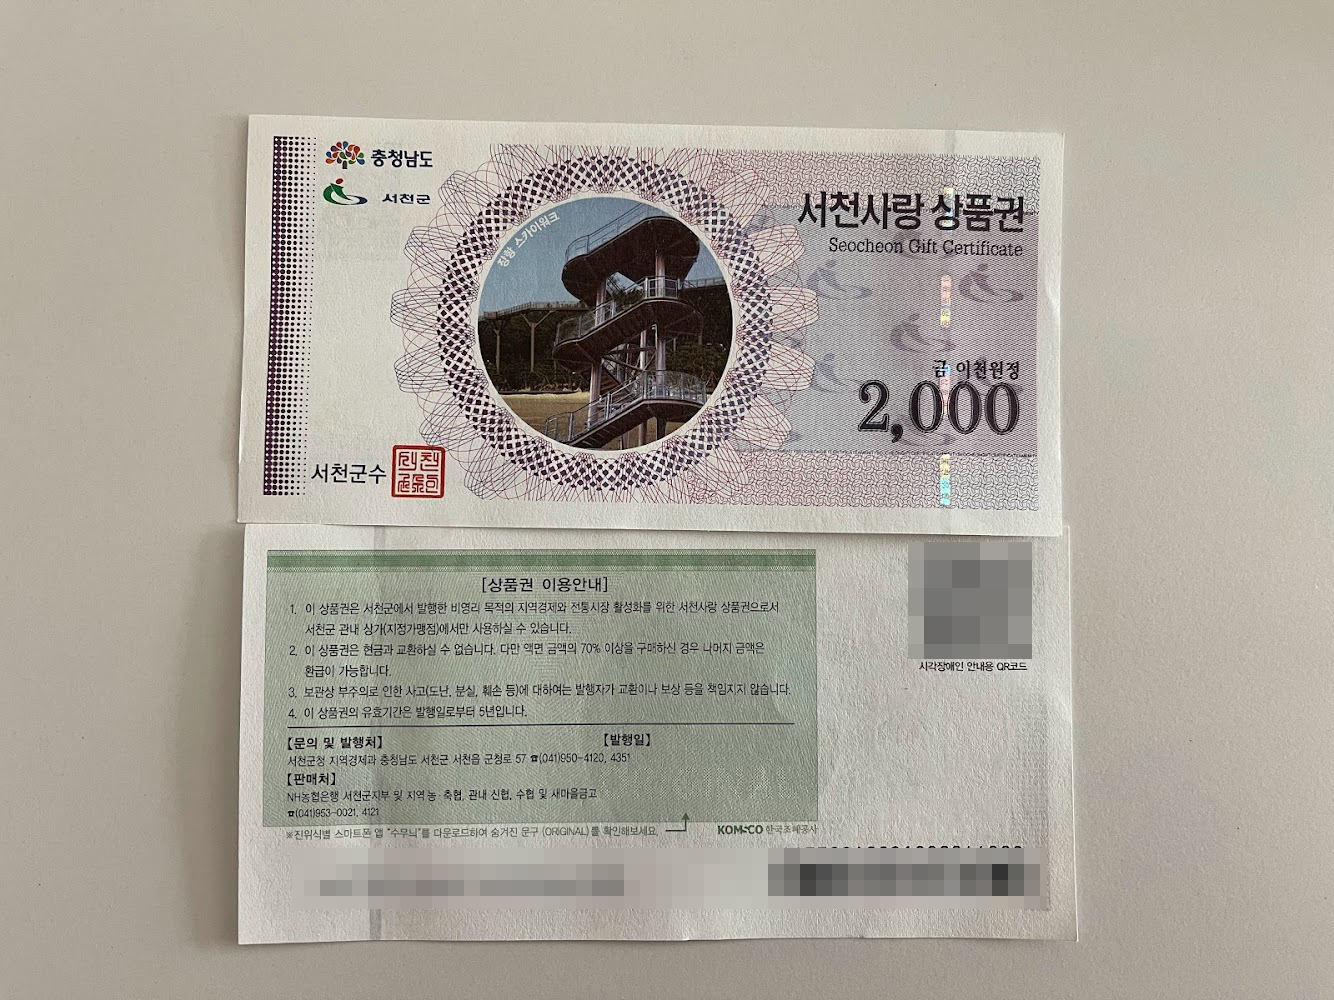 충청남도
서천군
장항 스카이워크
서천사랑 상품권
Seocheon Gift Certificate
금 이천원정
2,000
서천군수
[상품권 이용안내]
1. 이 상품권은 서천군에서 발행한 비영리 목적의 지역경제와 전통시장 활성화를 위한 서천사랑 상품권으로서
서천군 관내 상가(지정가맹점)에서만 사용하실 수 있습니다.
2. 이 상품권은 현금과 교환하실 수 없습니다. 다만 액면 금액의 70% 이상을 구매하신 경우 나머지 금액은
환급이 가능합니다.
3. 보관상 부주의로 인한 사고(도난, 분실, 훼손 등)에 대하여는 발행자가 교환이나 보상 등을 책임지지 않습니다.
4. 이 상품권의 유효기간은 발행일로부터 5년입니다.
【문의 및 발행처】 【발행일】
서천군청 지역경제과 충청남도 서천군 서천읍 군청로 57 ☎(041)950-4120, 4351
【판매처】
NH농협은행 서천군지부 및 지역 농·축협, 관내 신협, 수협 및 새마을금고
☎(041)953-0021, 4121
※진위식별 스마트폰 앱 "수무늬"를 다운로드하여 숨겨진 문구 (ORIGINAL)를 확인해보세요.
KOMSCO 한국조폐공사
시각장애인 안내용 QR코드